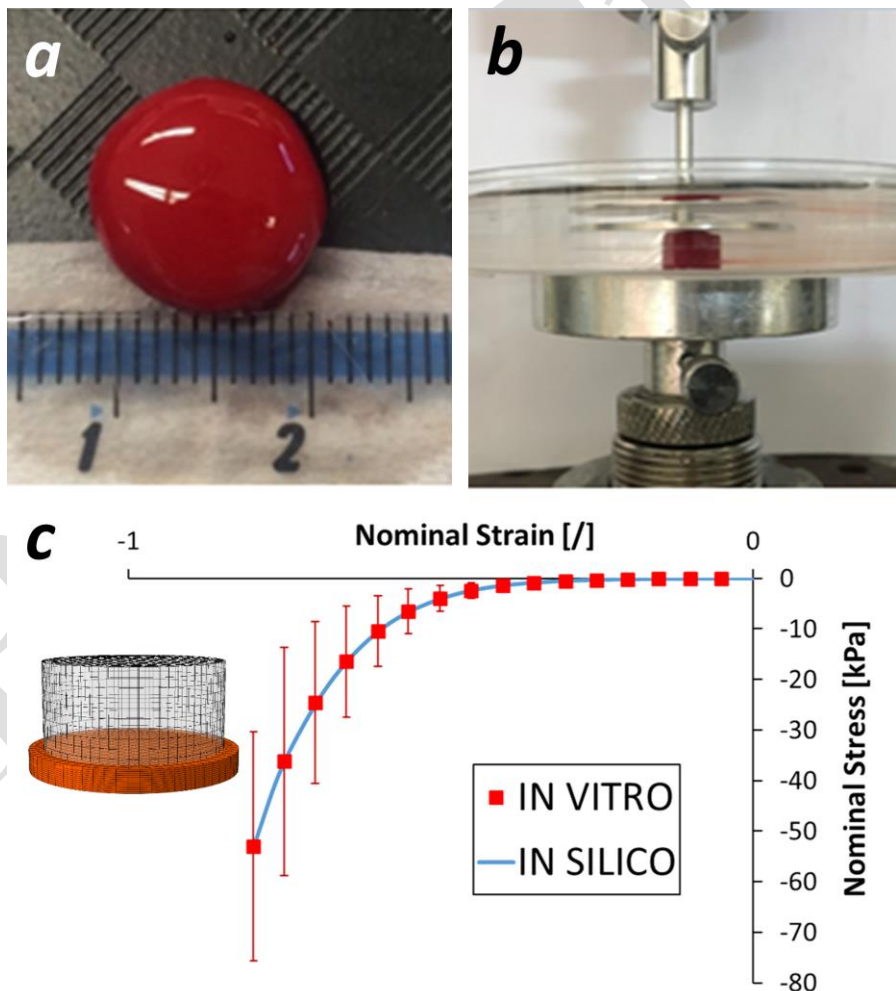 a
b
1 2
c
Nominal Strain [/]
-1
0
0
-10
-20
-30
-40
-50
-60
-70
-80
Nominal Stress [kPa]
IN VITRO
IN SILICO